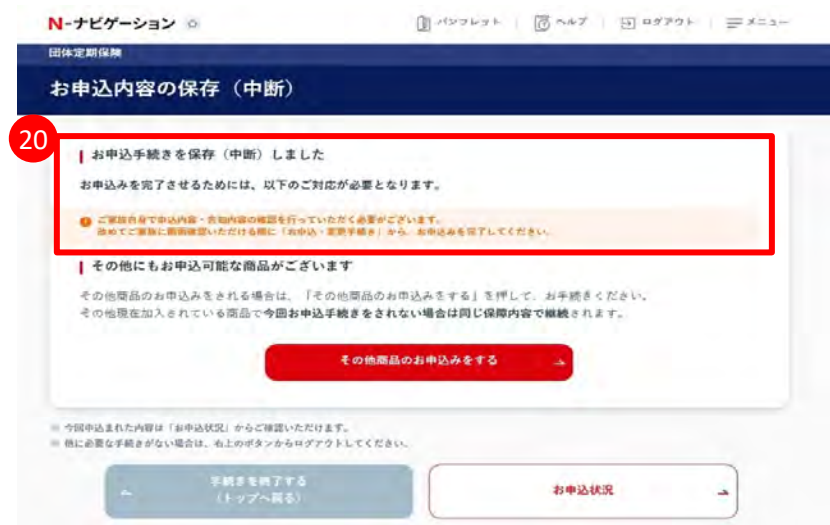 N-ナビゲーション
パンフレット
ヘルプ
ログアウト
メニュー
団体定期保険
お申込内容の保存（中断）
20
お申込手続きを保存（中断）しました
お申込みを完了させるためには、以下のご対応が必要となります。
ご家族自身で申込内容・告知内容の確認を行っていただく必要がございます。
改めてご家族に画面確認いただける際に「お申込・変更手続き」から、お申込みを完了してください。
その他にもお申込可能な商品がございます
その他商品のお申込みをされる場合は、「その他商品のお申込みをする」を押して、お手続きください。
その他現在加入されている商品で今回お申込手続きをされない場合は同じ保障内容で継続されます。
その他商品のお申込みをする
※ 今回申込まれた内容は「お申込状況」からご確認いただけます。
※ 他に必要な手続きがない場合は、右上のボタンからログアウトしてください。
手続きを終了する
（トップへ戻る）
お申込状況